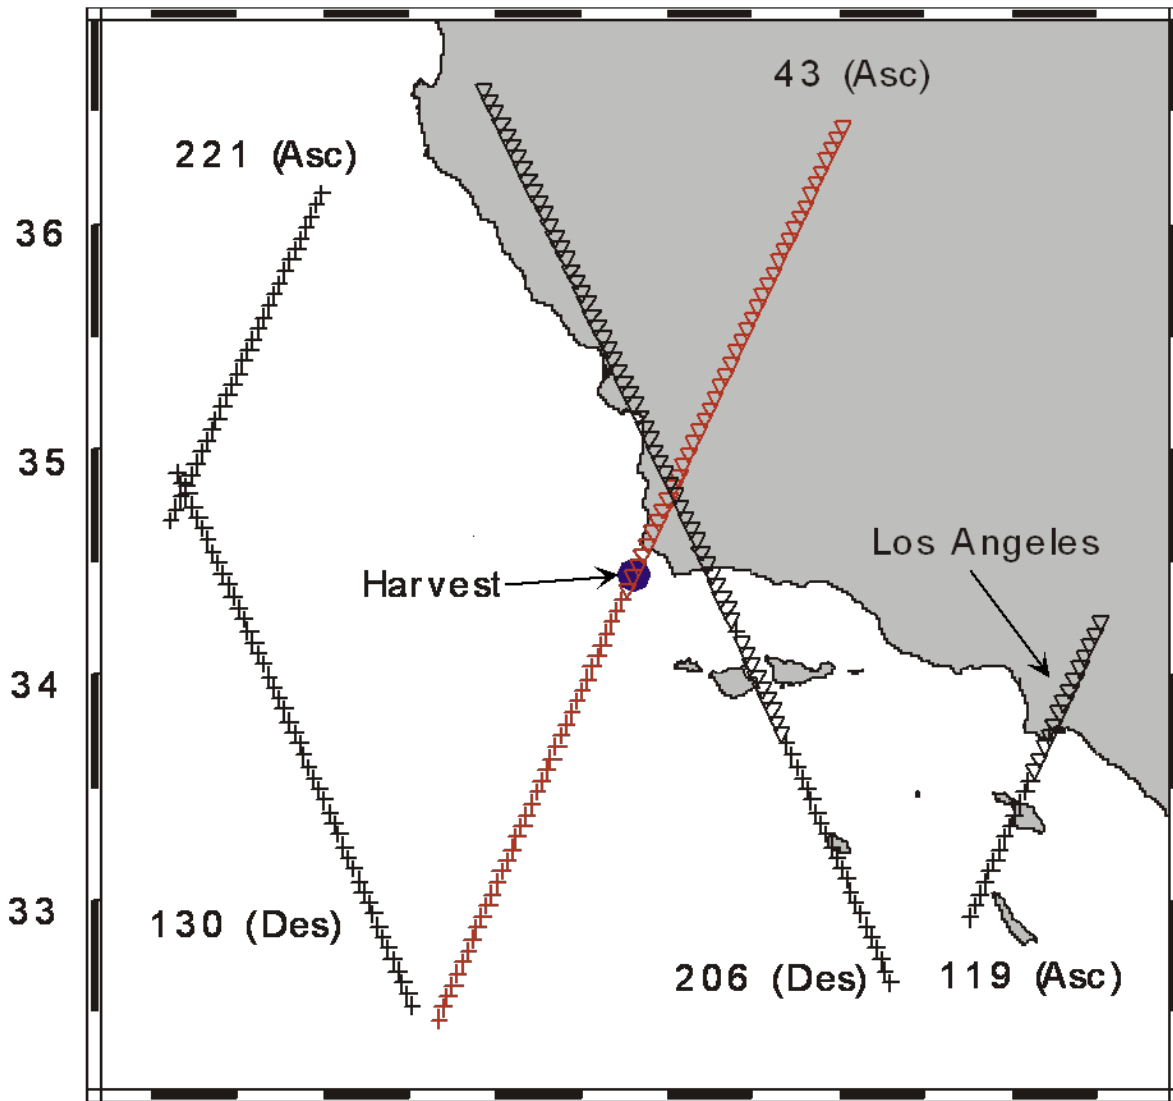 43 (Asc)
221 (Asc)
36
35
Los Angeles
Harvest
34
33
130 (Des)
206 (Des)
119 (Asc)